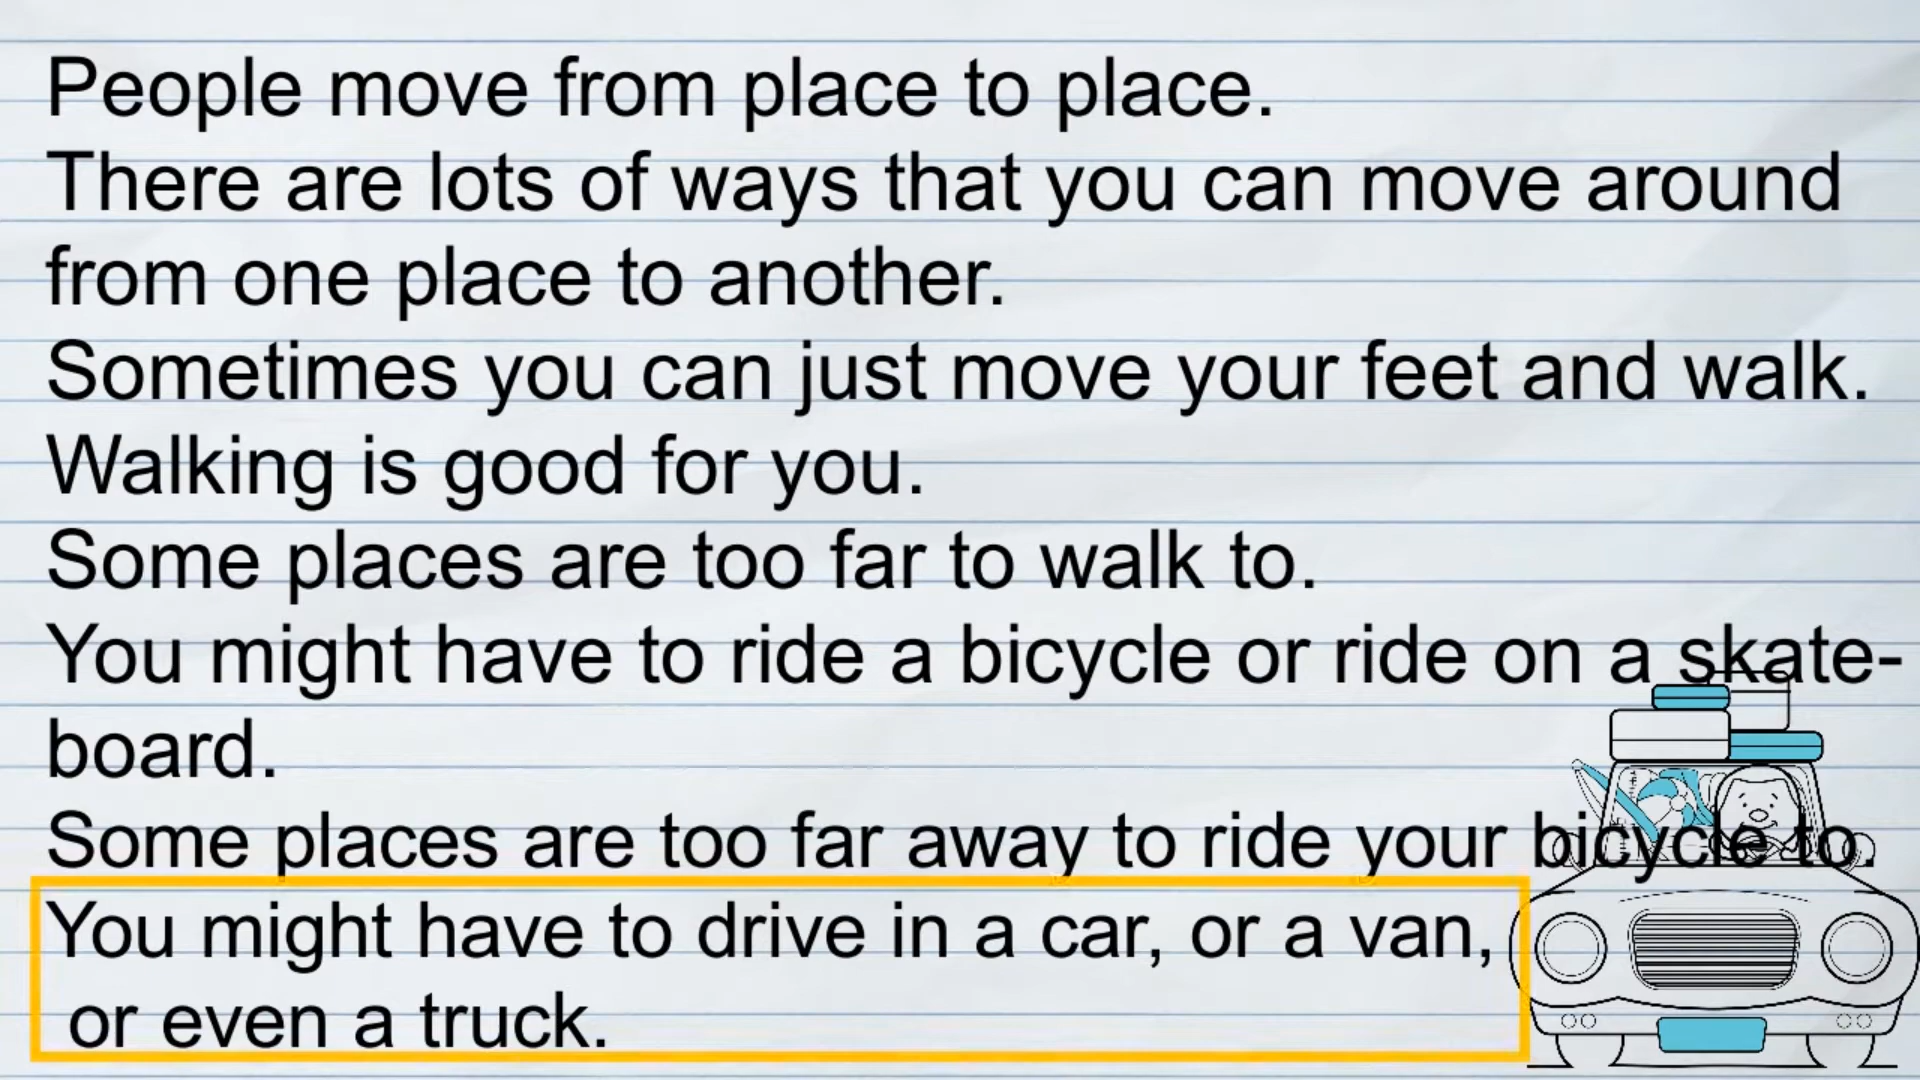 People move from place to place.
There are lots of ways that you can move around
from one place to another.
Sometimes you can just move your feet and walk.
Walking is good for you.
Some places are too far to walk to.
You might have to ride a bicycle or ride on a skate-
board.
Some places are too far away to ride your bicycle to.
You might have to drive in a car, or a van,
or even a truck.